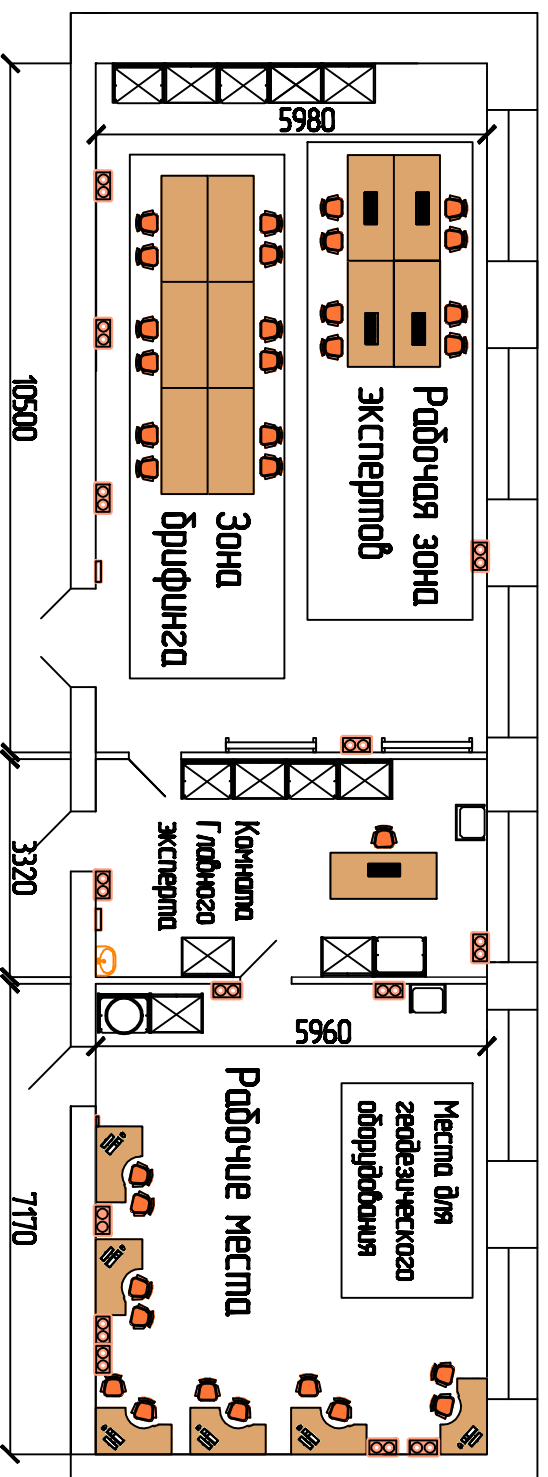 5980
Рабочая зона
экспертов
Зона
брифинга
10500
Комната
Главного
эксперта
3320
5960
Места для
геодезического
оборудования
Рабочие места
7170